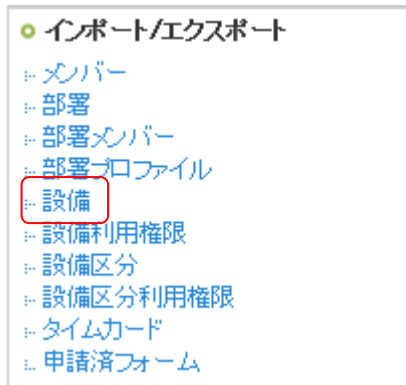 インポート/エクスポート
メンバー
部署
部署メンバー
部署プロファイル
設備
設備利用権限
設備区分
設備区分利用権限
タイムカード
申請済フォーム